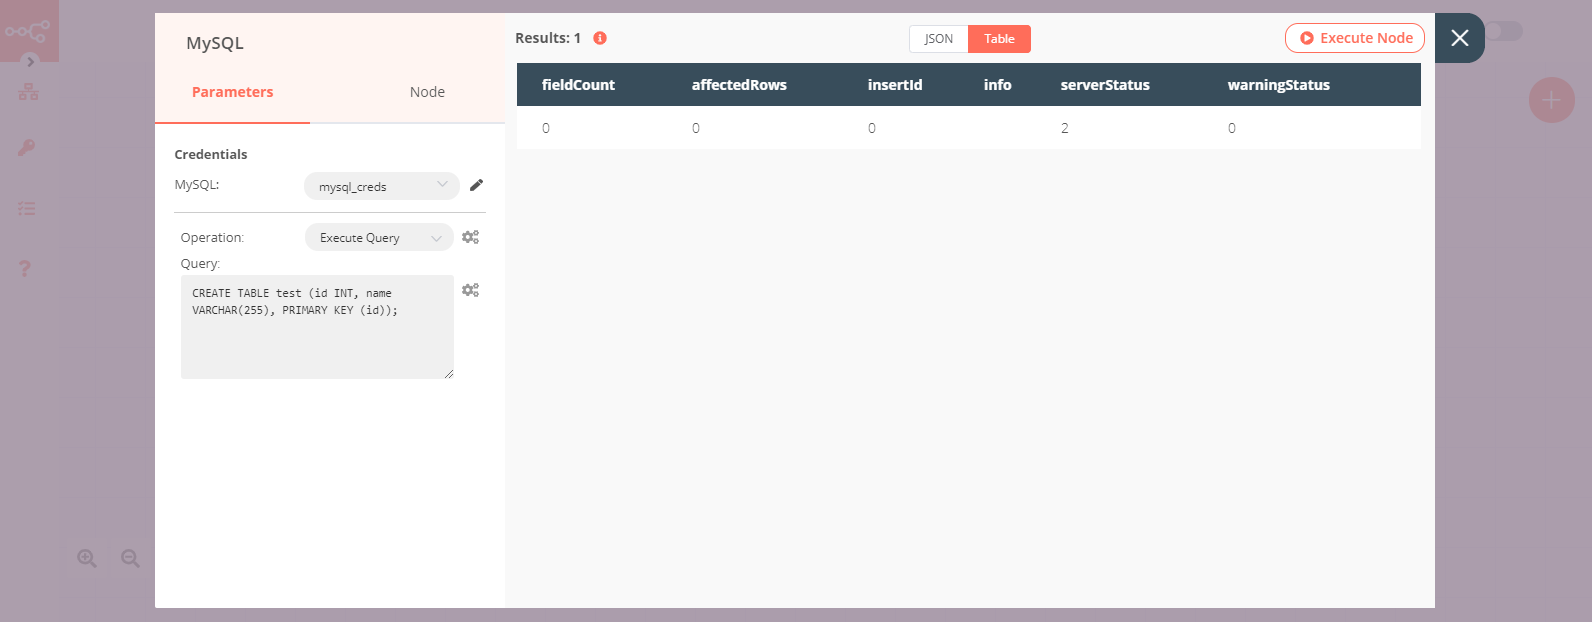 MySQL
Parameters Node
Credentials
MySQL: mysql_creds
Operation: Execute Query
Query:
CREATE TABLE test (id INT, name
VARCHAR(255), PRIMARY KEY (id));
Results: 1
JSON Table
Execute Node
fieldCount affectedRows insertId info serverStatus warningStatus
0 0 0 2 0